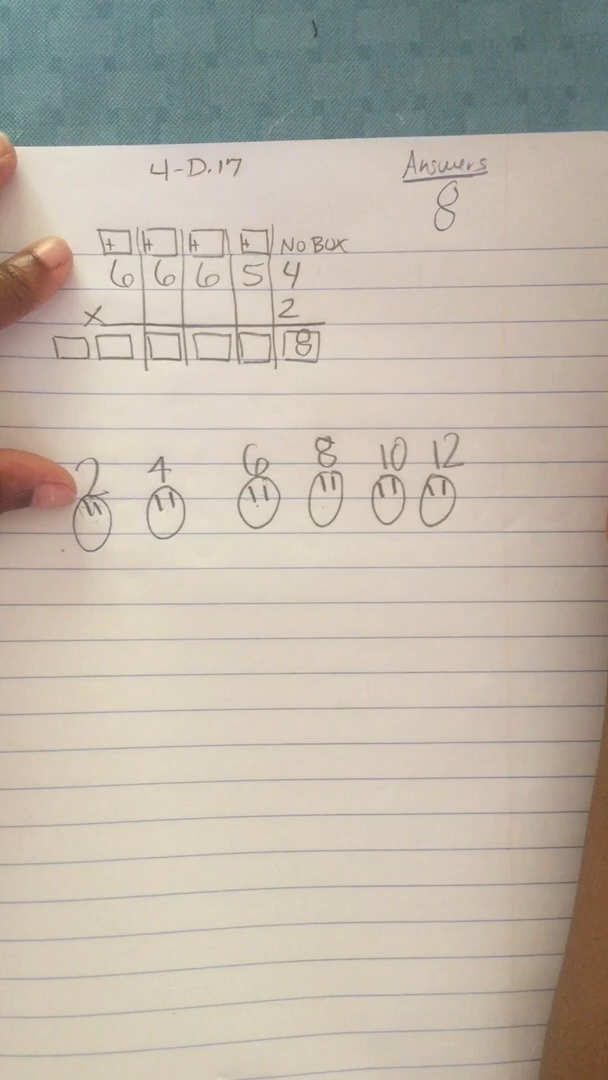 4-D.17
Answers
8
+ + + + NO BOX
6 6 6 5 4
x 2
8
2 4 6 8 10 12